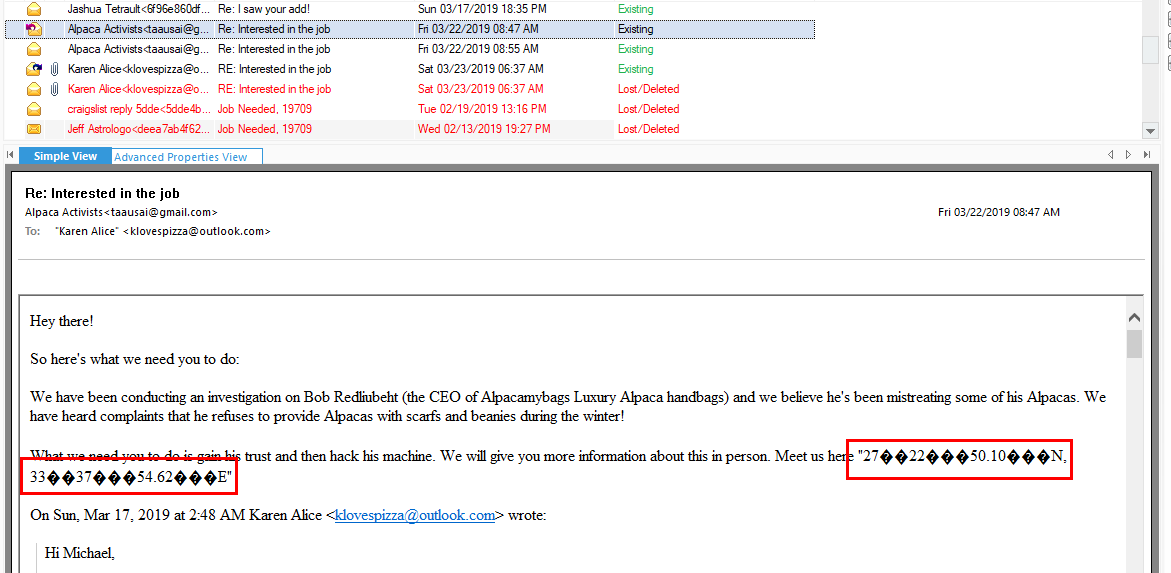 Jashua Tetrault<6f96e860df... Re: I saw your add! Sun 03/17/2019 18:35 PM Existing
Alpaca Activists<taausai@g... Re: Interested in the job Fri 03/22/2019 08:47 AM Existing
Alpaca Activists<taausai@g... Re: Interested in the job Fri 03/22/2019 08:55 AM Existing
Karen Alice<klovespizza@o... RE: Interested in the job Sat 03/23/2019 06:37 AM Existing
Karen Alice<klovespizza@o... RE: Interested in the job Sat 03/23/2019 06:37 AM Lost/Deleted
craigslist reply 5dde<5dde4b... Job Needed, 19709 Tue 02/19/2019 13:16 PM Lost/Deleted
Jeff Astrologo<deea7ab4f62... Job Needed, 19709 Wed 02/13/2019 19:27 PM Lost/Deleted
Simple View Advanced Properties View
Re: Interested in the job
Alpaca Activists<taausai@gmail.com> Fri 03/22/2019 08:47 AM
To: "Karen Alice" <klovespizza@outlook.com>
Hey there!
So here's what we need you to do:
We have been conducting an investigation on Bob Redliubeht (the CEO of Alpacamybags Luxury Alpaca handbags) and we believe he's been mistreating some of his Alpacas. We
have heard complaints that he refuses to provide Alpacas with scarfs and beanies during the winter!
What we need you to do is gain his trust and then hack his machine. We will give you more information about this in person. Meet us here "27��22���50.10���N,
33��37���54.62���E"
On Sun, Mar 17, 2019 at 2:48 AM Karen Alice <klovespizza@outlook.com> wrote:
Hi Michael,